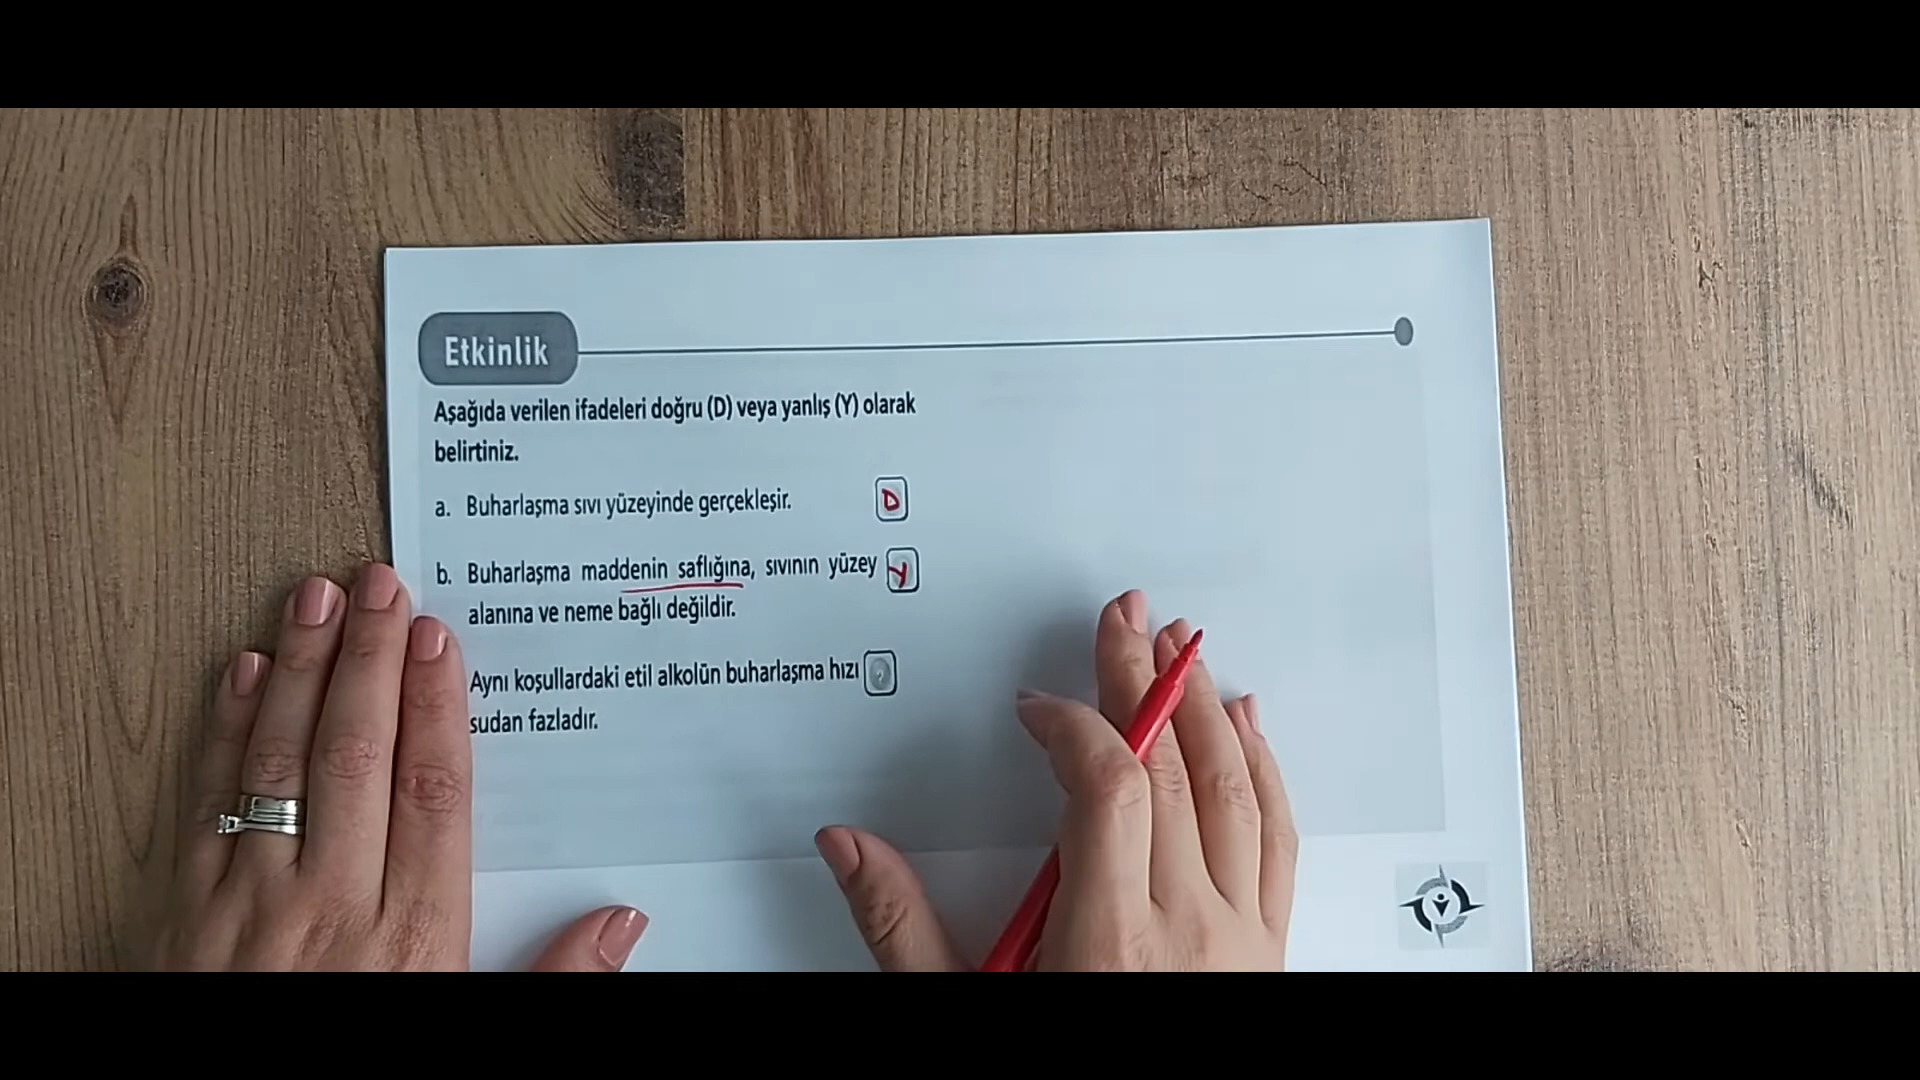 Etkinlik
Aşağıda verilen ifadeleri doğru (D) veya yanlış (Y) olarak
belirtiniz.
a. Buharlaşma sıvı yüzeyinde gerçekleşir. D
b. Buharlaşma maddenin saflığına, sıvının yüzey Y
alanına ve neme bağlı değildir.
Aynı koşullardaki etil alkolün buharlaşma hızı
sudan fazladır.